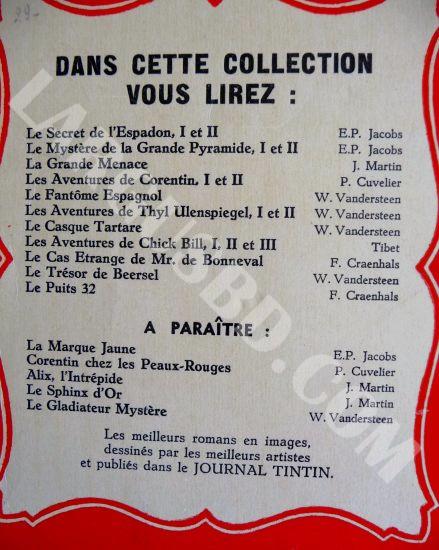 29-
DANS CETTE COLLECTION
VOUS LIREZ :
Le Secret de l'Espadon, I et II E.P. Jacobs
Le Mystère de la Grande Pyramide, I et II E.P. Jacobs
La Grande Menace J. Martin
Les Aventures de Corentin, I et II P. Cuvelier
Le Fantôme Espagnol W. Vandersteen
Les Aventures de Thyl Ulenspiegel, I et II W. Vandersteen
Le Casque Tartare W. Vandersteen
Les Aventures de Chick Bill, I, II et III Tibet
Le Cas Etrange de Mr. de Bonneval F. Craenhals
Le Trésor de Beersel W. Vandersteen
Le Puits 32 F. Craenhals
A PARAÎTRE :
La Marque Jaune E.P. Jacobs
Corentin chez les Peaux-Rouges P. Cuvelier
Alix, l'Intrépide J. Martin
Le Sphinx d'Or J. Martin
Le Gladiateur Mystère W. Vandersteen
Les meilleurs romans en images,
dessinés par les meilleurs artistes
et publiés dans le JOURNAL TINTIN.